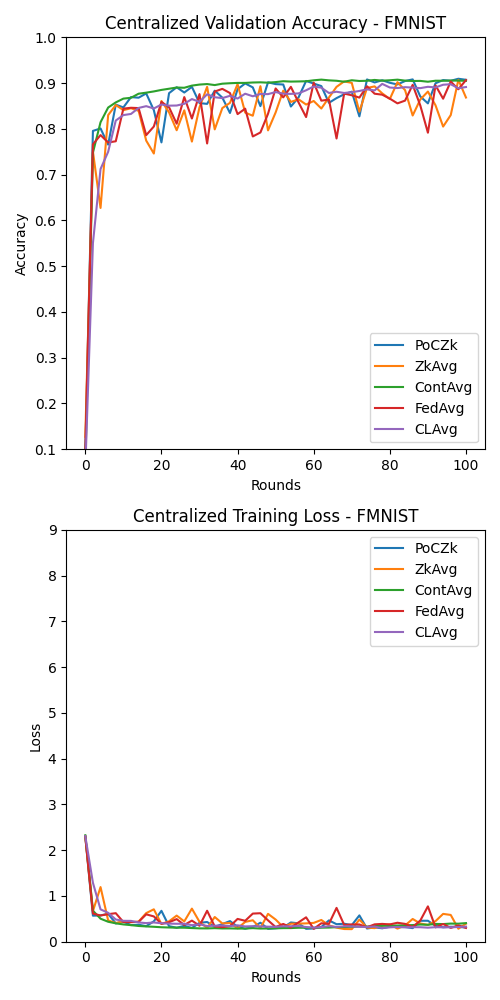 Centralized Validation Accuracy - FMNIST
1.0
0.9
0.8
0.7
0.6
0.5
0.4
0.3
0.2
0.1
Accuracy
PoCZk
ZkAvg
ContAvg
FedAvg
CLAvg
0 20 40 60 80 100
Rounds
Centralized Training Loss - FMNIST
9
8
7
6
5
4
3
2
1
0
Loss
PoCZk
ZkAvg
ContAvg
FedAvg
CLAvg
0 20 40 60 80 100
Rounds